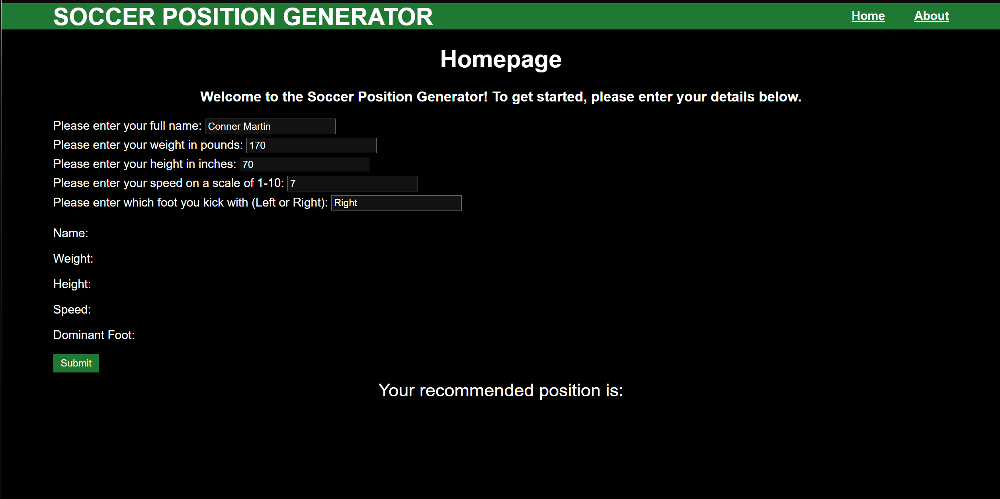 SOCCER POSITION GENERATOR Home About
Homepage
Welcome to the Soccer Position Generator! To get started, please enter your details below.
Please enter your full name: Conner Martin
Please enter your weight in pounds: 170
Please enter your height in inches: 70
Please enter your speed on a scale of 1-10: 7
Please enter which foot you kick with (Left or Right): Right
Name:
Weight:
Height:
Speed:
Dominant Foot:
Submit
Your recommended position is: